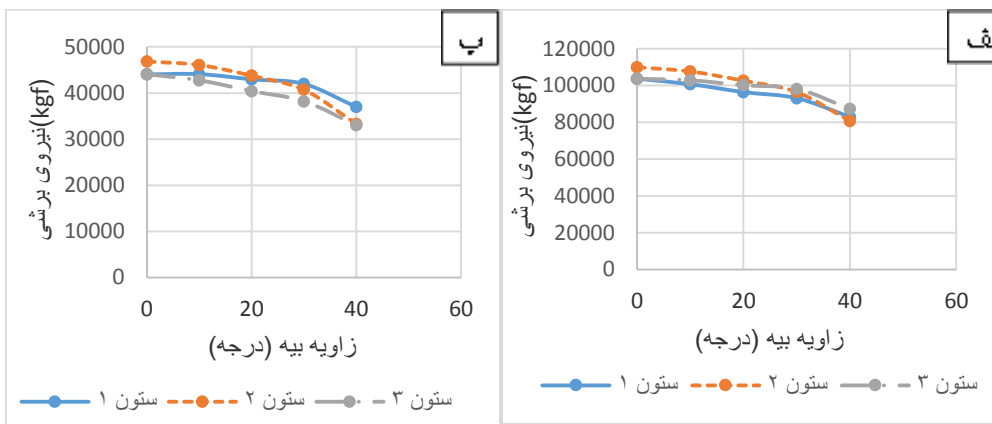 ب
50000
40000
30000
20000
10000
0
نیروی برشی(kgf)
0 20 40 60
زاویه بیه (درجه)
ستون ۱ ستون ۲ ستون ۳
120000
100000
80000
60000
40000
20000
0
نیروی برشی(kgf)
0 20 40 60
زاویه بیه (درجه)
ستون ۱ ستون ۲ ستون ۳